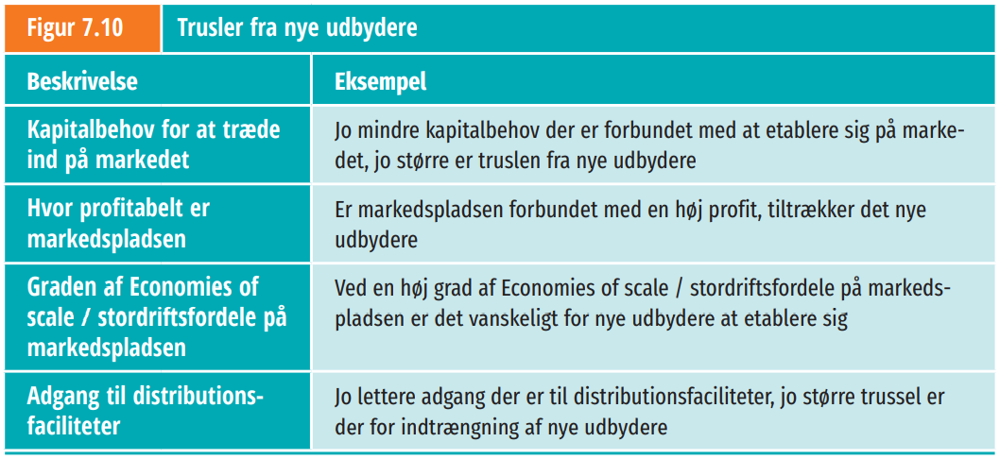 Figur 7.10
Trusler fra nye udbydere
Beskrivelse
Eksempel
Kapitalbehov for at træde
ind på markedet
Jo mindre kapitalbehov der er forbundet med at etablere sig på marke-
det, jo større er truslen fra nye udbydere
Hvor profitabelt er
markedspladsen
Er markedspladsen forbundet med en høj profit, tiltrækker det nye
udbydere
Graden af Economies of
scale / stordriftsfordele på
markedspladsen
Ved en høj grad af Economies of scale / stordriftsfordele på markeds-
pladsen er det vanskeligt for nye udbydere at etablere sig
Adgang til distributions-
faciliteter
Jo lettere adgang der er til distributionsfaciliteter, jo større trussel er
der for indtrængning af nye udbydere